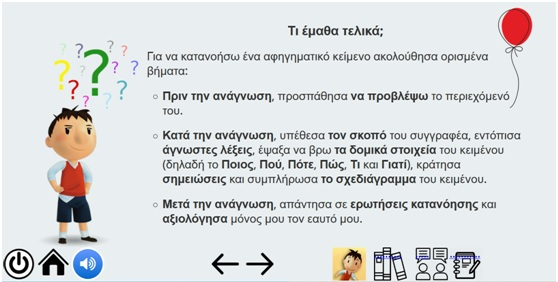 Τι έμαθα τελικά;
Για να κατανοήσω ένα αφηγηματικό κείμενο ακολούθησα ορισμένα
βήματα:
Πριν την ανάγνωση, προσπάθησα να προβλέψω το περιεχόμενό
του.
Κατά την ανάγνωση, υπέθεσα τον σκοπό του συγγραφέα, εντόπισα
άγνωστες λέξεις, έψαξα να βρω τα δομικά στοιχεία του κειμένου
(δηλαδή το Ποιος, Πού, Πότε, Πώς, Τι και Γιατί), κράτησα
σημειώσεις και συμπλήρωσα το σχεδιάγραμμα του κειμένου.
Μετά την ανάγνωση, απάντησα σε ερωτήσεις κατανόησης και
αξιολόγησα μόνος μου τον εαυτό μου.